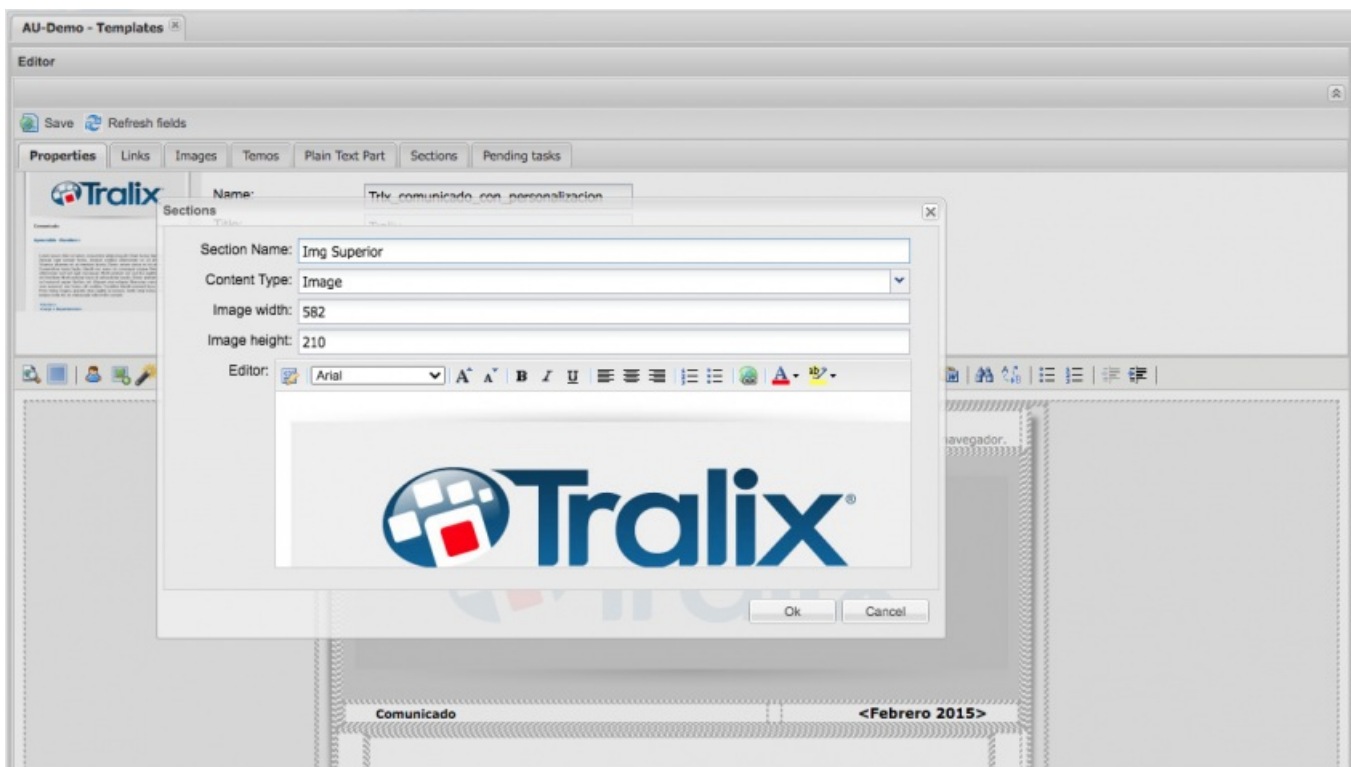 AU-Demo - Templates
Editor
Save Refresh fields
Properties Links Images Temos Plain Text Part Sections Pending tasks
Tralix
Name: Trlx_comunicado_con_personalizacion
Sections
Title:
Section Name: Img Superior
Content Type: Image
Image width: 582
Image height: 210
Editor: Arial
navegador.
Tralix®
Ok Cancel
Comunicado <Febrero 2015>